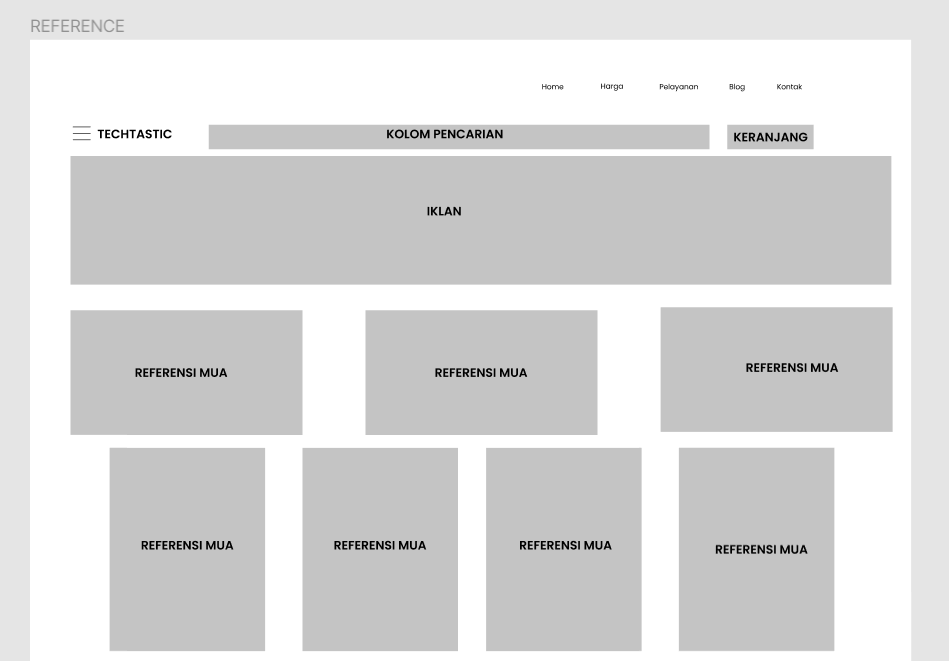 REFERENCE
Home Harga Pelayanan Blog Kontak
TECHTASTIC KOLOM PENCARIAN KERANJANG
IKLAN
REFERENSI MUA REFERENSI MUA REFERENSI MUA
REFERENSI MUA REFERENSI MUA REFERENSI MUA REFERENSI MUA